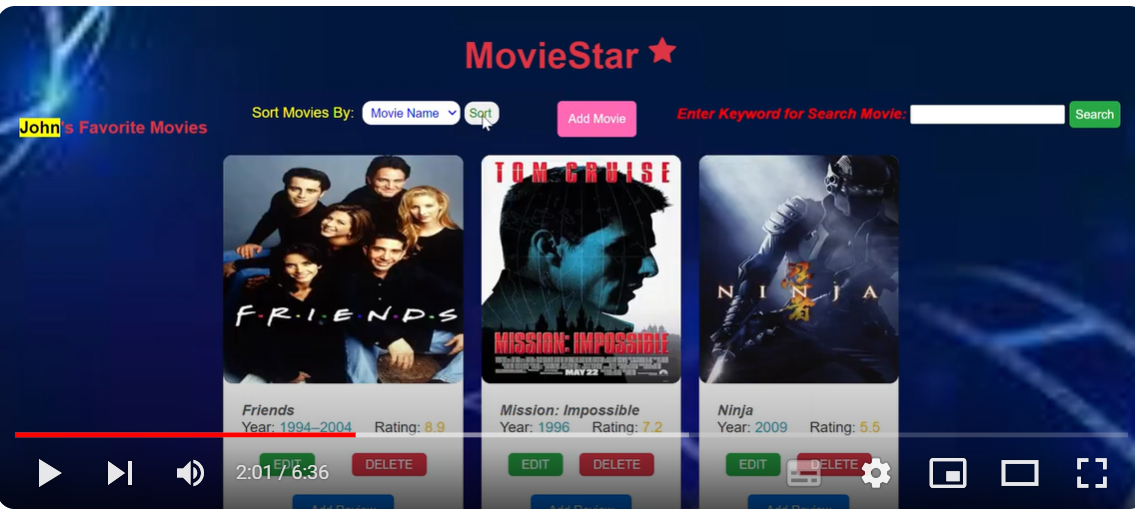 MovieStar
Sort Movies By: Movie Name Sort Add Movie Enter Keyword for Search Movie: Search
John's Favorite Movies
TOM CRUISE
F·R·I·E·N·D·S
NINJA
忍者
MISSION: IMPOSSIBLE
MAY 22
Friends
Year: 1994–2004 Rating: 8.9
Mission: Impossible
Year: 1996 Rating: 7.2
Ninja
Year: 2009 Rating: 5.5
EDIT DELETE EDIT DELETE EDIT DELETE
2:01 / 6:36
Add Review Add Review Add Review